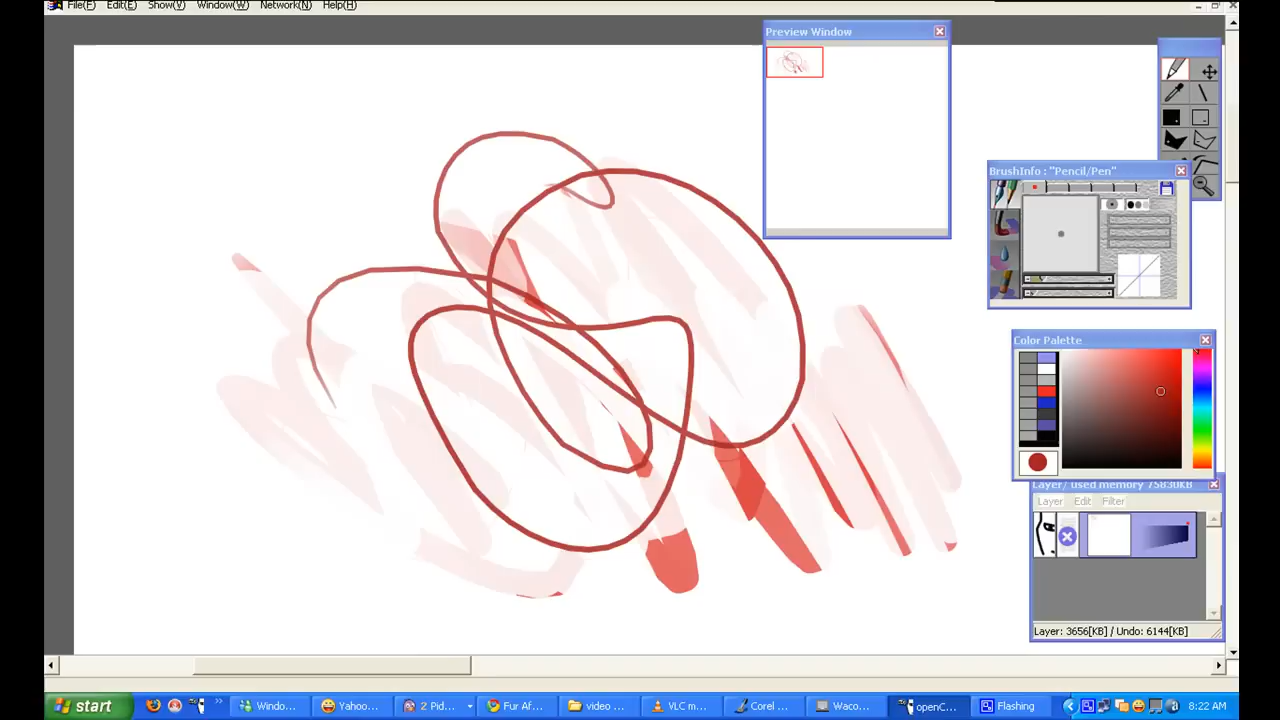 File(F) Edit(E) Show(V) Window(W) Network(N) Help(H)
Preview Window
BrushInfo : "Pencil/Pen"
Color Palette
Layer/ used memory 75830KB
Layer Edit Filter
Layer: 3656[KB] / Undo: 6144[KB]
start Windo... Yahoo... 2 Pid... Fur Af... video ... VLC m... Corel ... Waco... openC... Flashing 8:22 AM